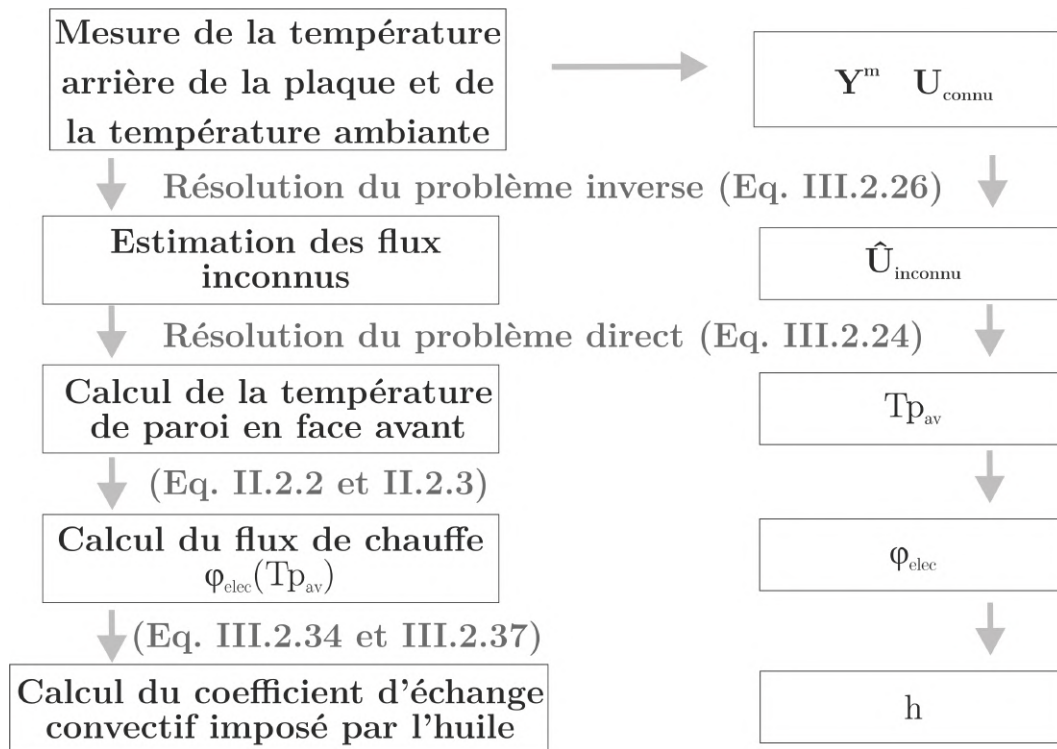 Mesure de la température
arrière de la plaque et de
la température ambiante
Y^m U_connu
Résolution du problème inverse (Eq. III.2.26)
Estimation des flux
inconnus
Û_inconnu
Résolution du problème direct (Eq. III.2.24)
Calcul de la température
de paroi en face avant
Tp_av
(Eq. II.2.2 et II.2.3)
Calcul du flux de chauffe
φ_elec(Tp_av)
φ_elec
(Eq. III.2.34 et III.2.37)
Calcul du coefficient d'échange
convectif imposé par l'huile
h